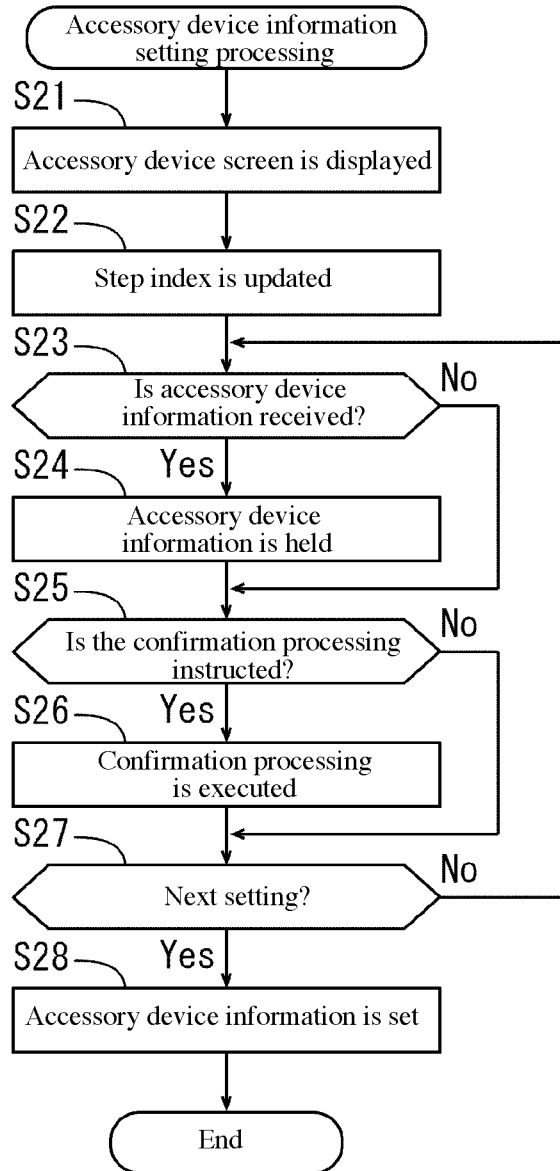 Accessory device information
setting processing
S21
Accessory device screen is displayed
S22
Step index is updated
S23
Is accessory device
information received?
No
Yes
S24
Accessory device
information is held
S25
Is the confirmation processing
instructed?
No
Yes
S26
Confirmation processing
is executed
S27
Next setting?
No
Yes
S28
Accessory device information is set
End